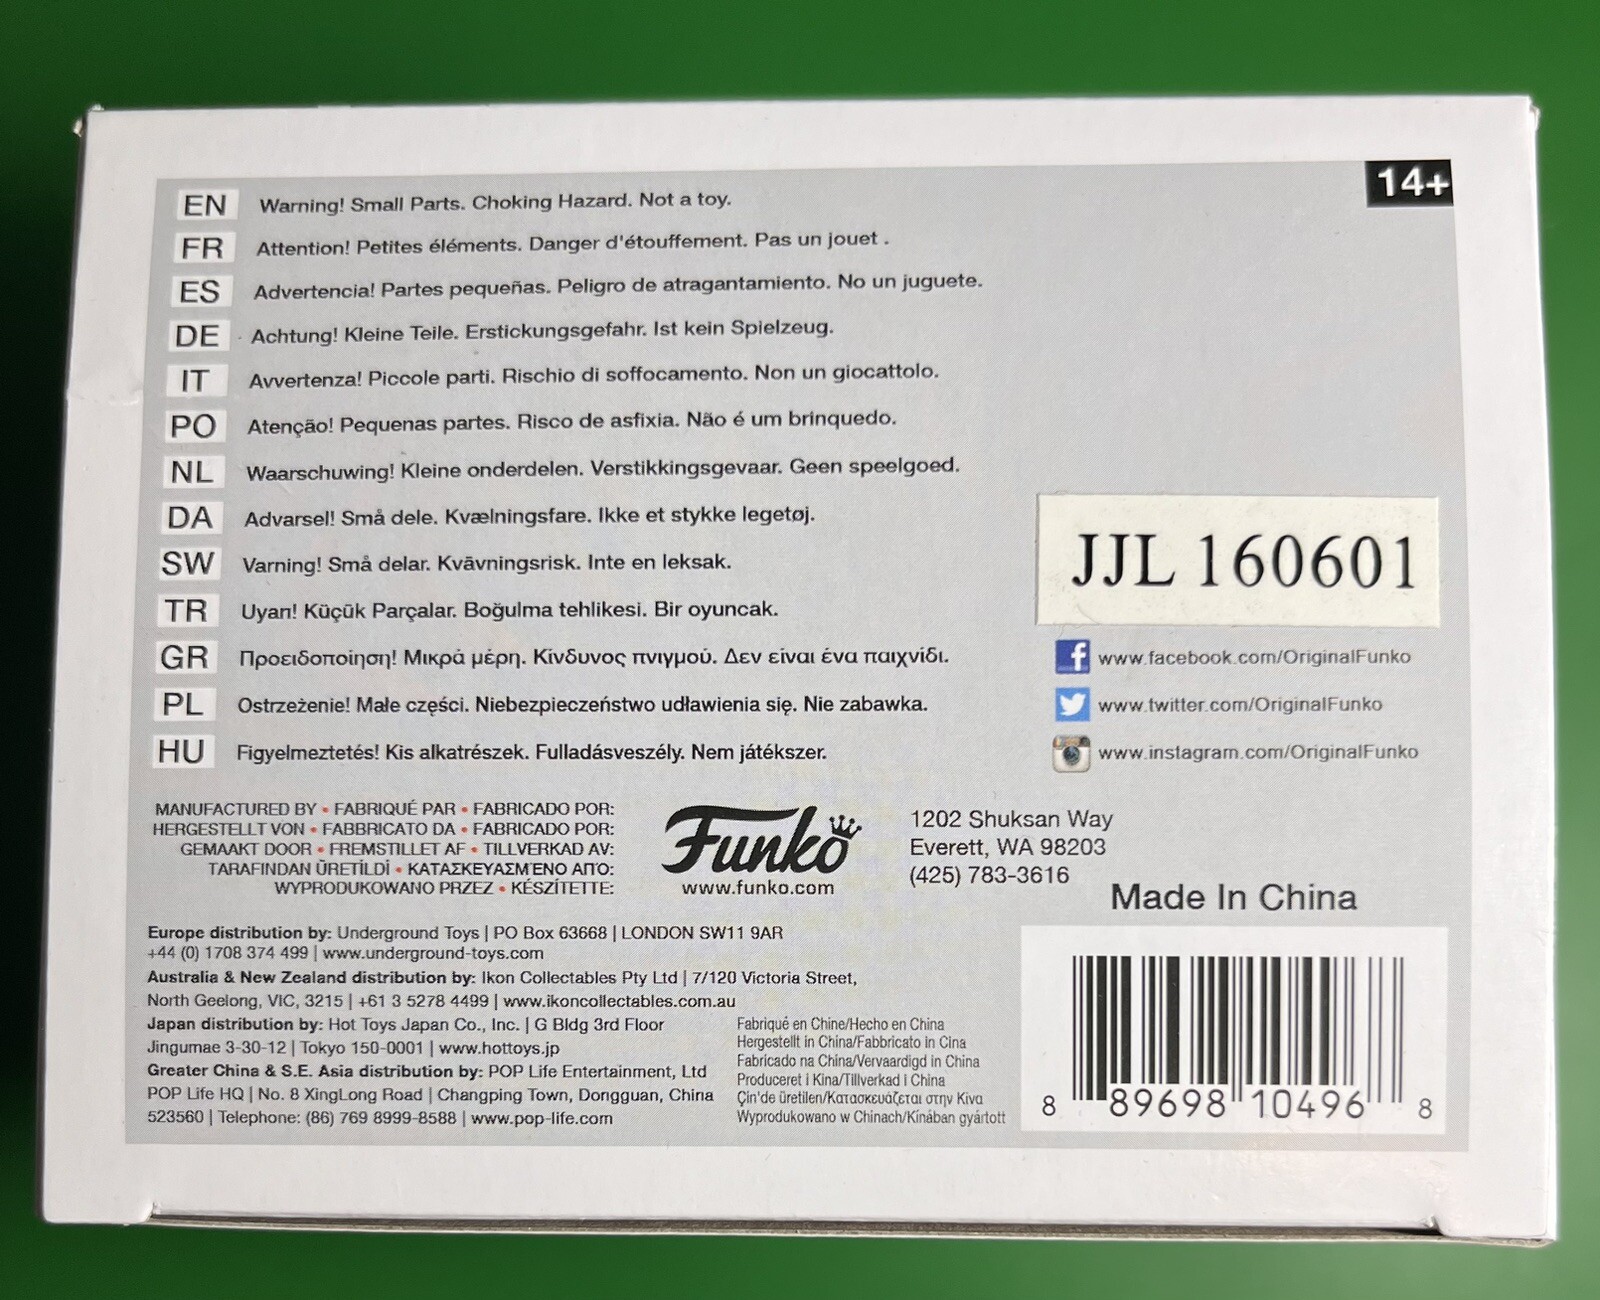 14+
EN Warning! Small Parts. Choking Hazard. Not a toy.
FR Attention! Petites éléments. Danger d'étouffement. Pas un jouet .
ES Advertencia! Partes pequeñas. Peligro de atragantamiento. No un juguete.
DE Achtung! Kleine Teile. Erstickungsgefahr. Ist kein Spielzeug.
IT Avvertenza! Piccole parti. Rischio di soffocamento. Non un giocattolo.
PO Atenção! Pequenas partes. Risco de asfixia. Não é um brinquedo.
NL Waarschuwing! Kleine onderdelen. Verstikkingsgevaar. Geen speelgoed.
DA Advarsel! Små dele. Kvælningsfare. Ikke et stykke legetøj.
SW Varning! Små delar. Kvävningsrisk. Inte en leksak.
TR Uyarı! Küçük Parçalar. Boğulma tehlikesi. Bir oyuncak.
GR Προειδοποίηση! Μικρά μέρη. Κίνδυνος πνιγμού. Δεν είναι ένα παιχνίδι.
PL Ostrzeżenie! Małe części. Niebezpieczeństwo udławienia się. Nie zabawka.
HU Figyelmeztetés! Kis alkatrészek. Fulladásveszély. Nem játékszer.
JJL 160601
www.facebook.com/OriginalFunko
www.twitter.com/OriginalFunko
www.instagram.com/OriginalFunko
MANUFACTURED BY • FABRIQUÉ PAR • FABRICADO POR:
HERGESTELLT VON • FABBRICATO DA • FABRICADO POR:
GEMAAKT DOOR • FREMSTILLET AF • TILLVERKAD AV:
TARAFINDAN ÜRETİLDİ • ΚΑΤΑΣΚΕΥΑΣΜΈΝΟ ΑΠΌ:
WYPRODUKOWANO PRZEZ • KÉSZÍTETTE:
Funko
www.funko.com
1202 Shuksan Way
Everett, WA 98203
(425) 783-3616
Made In China
Europe distribution by: Underground Toys | PO Box 63668 | LONDON SW11 9AR
+44 (0) 1708 374 499 | www.underground-toys.com
Australia & New Zealand distribution by: Ikon Collectables Pty Ltd | 7/120 Victoria Street,
North Geelong, VIC, 3215 | +61 3 5278 4499 | www.ikoncollectables.com.au
Japan distribution by: Hot Toys Japan Co., Inc. | G Bldg 3rd Floor
Jingumae 3-30-12 | Tokyo 150-0001 | www.hottoys.jp
Greater China & S.E. Asia distribution by: POP Life Entertainment, Ltd
POP Life HQ | No. 8 XingLong Road | Changping Town, Dongguan, China
523560 | Telephone: (86) 769 8999-8588 | www.pop-life.com
Fabriqué en Chine/Hecho en China
Hergestellt in China/Fabbricato in Cina
Fabricado na China/Vervaardigd in China
Produceret i Kina/Tillverkad i China
Çin'de üretilen/Κατασκευάζεται στην Κίνα
Wyprodukowano w Chinach/Kínában gyártott
8 89698 10496 8